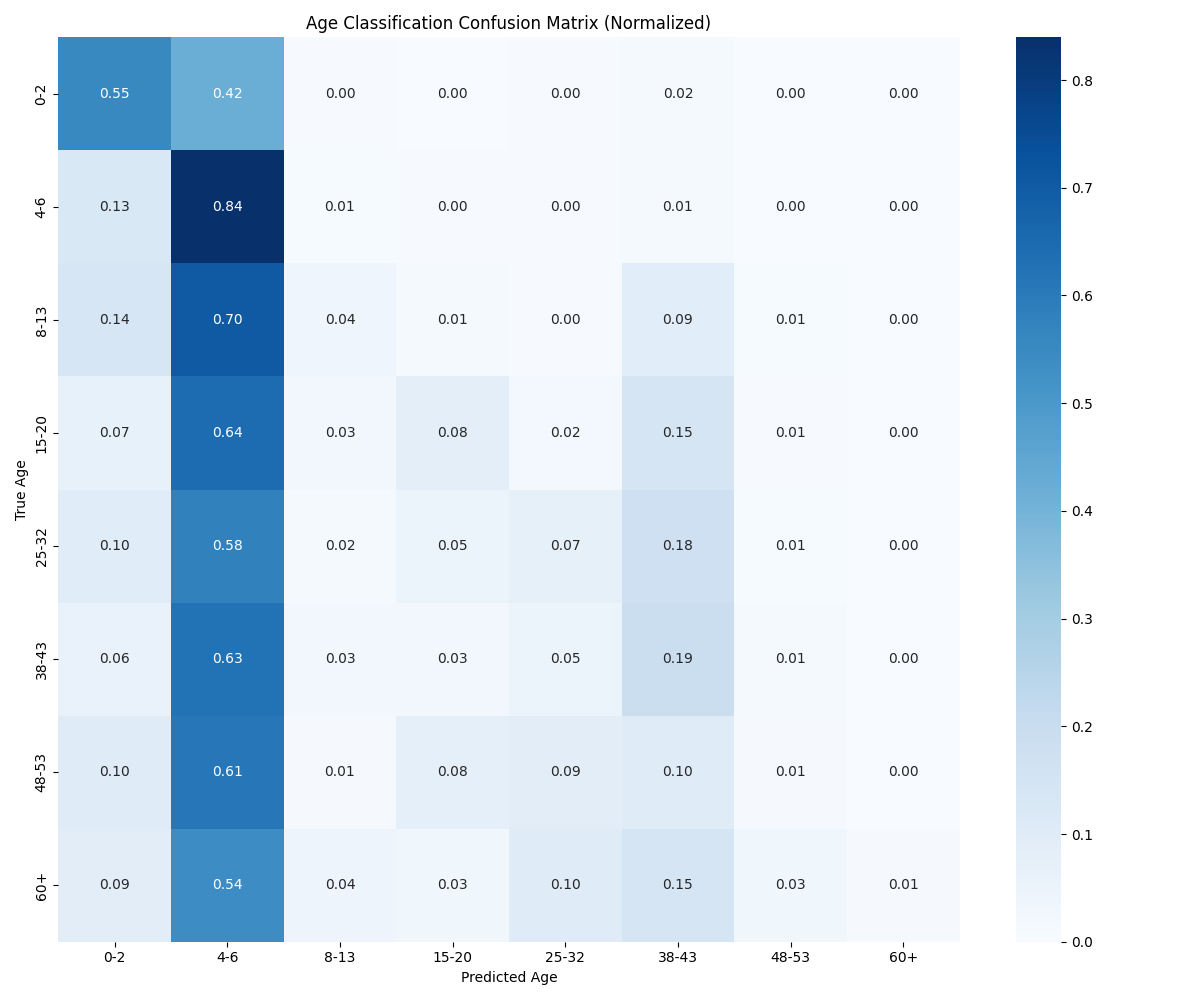 Age Classification Confusion Matrix (Normalized)
True Age
0-2 0.55 0.42 0.00 0.00 0.00 0.02 0.00 0.00
4-6 0.13 0.84 0.01 0.00 0.00 0.01 0.00 0.00
8-13 0.14 0.70 0.04 0.01 0.00 0.09 0.01 0.00
15-20 0.07 0.64 0.03 0.08 0.02 0.15 0.01 0.00
25-32 0.10 0.58 0.02 0.05 0.07 0.18 0.01 0.00
38-43 0.06 0.63 0.03 0.03 0.05 0.19 0.01 0.00
48-53 0.10 0.61 0.01 0.08 0.09 0.10 0.01 0.00
60+ 0.09 0.54 0.04 0.03 0.10 0.15 0.03 0.01
0-2 4-6 8-13 15-20 25-32 38-43 48-53 60+
Predicted Age
0.8
0.7
0.6
0.5
0.4
0.3
0.2
0.1
0.0